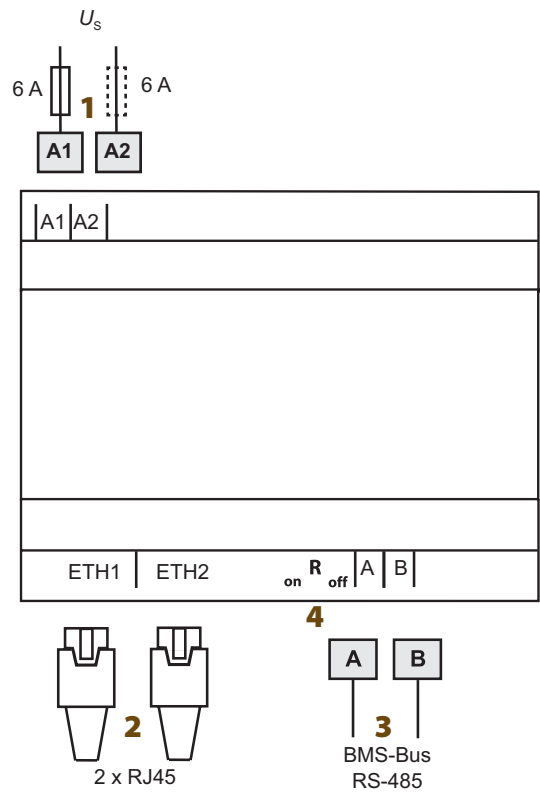 Us
6 A 1 6 A
A1 A2
A1 A2
ETH1 ETH2 on R off A B
4
A B
2 3
2 x RJ45
BMS-Bus
RS-485